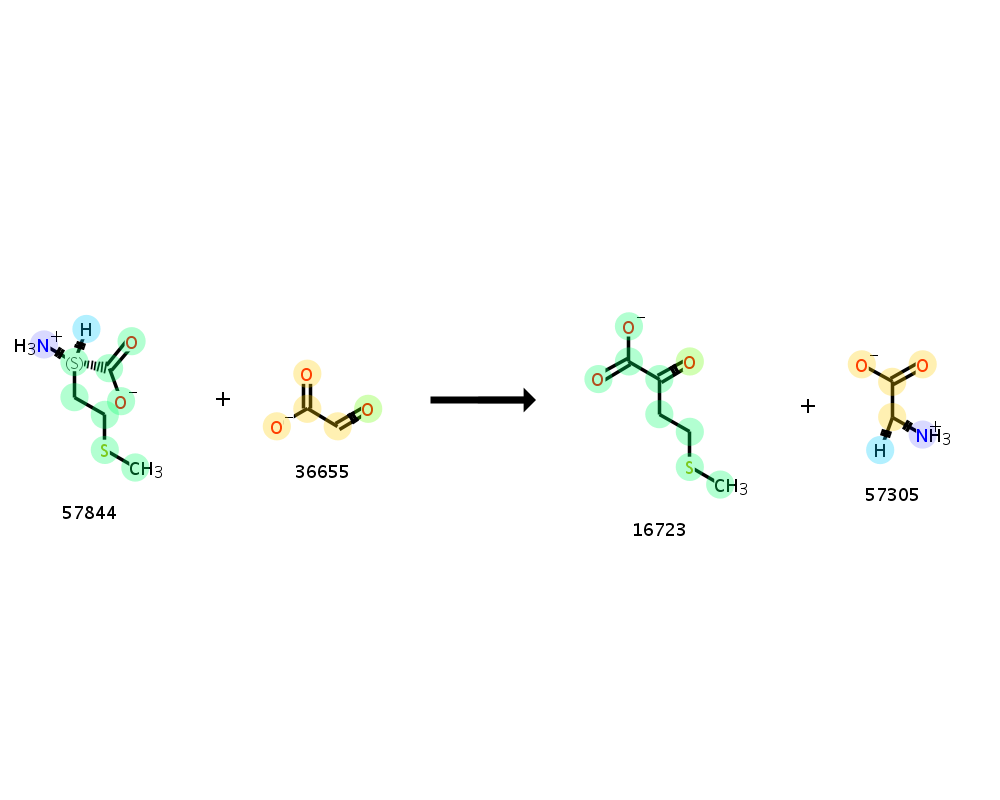 H3N+ (S) H O O- S CH3
57844
+
O O- O
36655
O- O O S CH3
16723
+
O- O H NH3+
57305